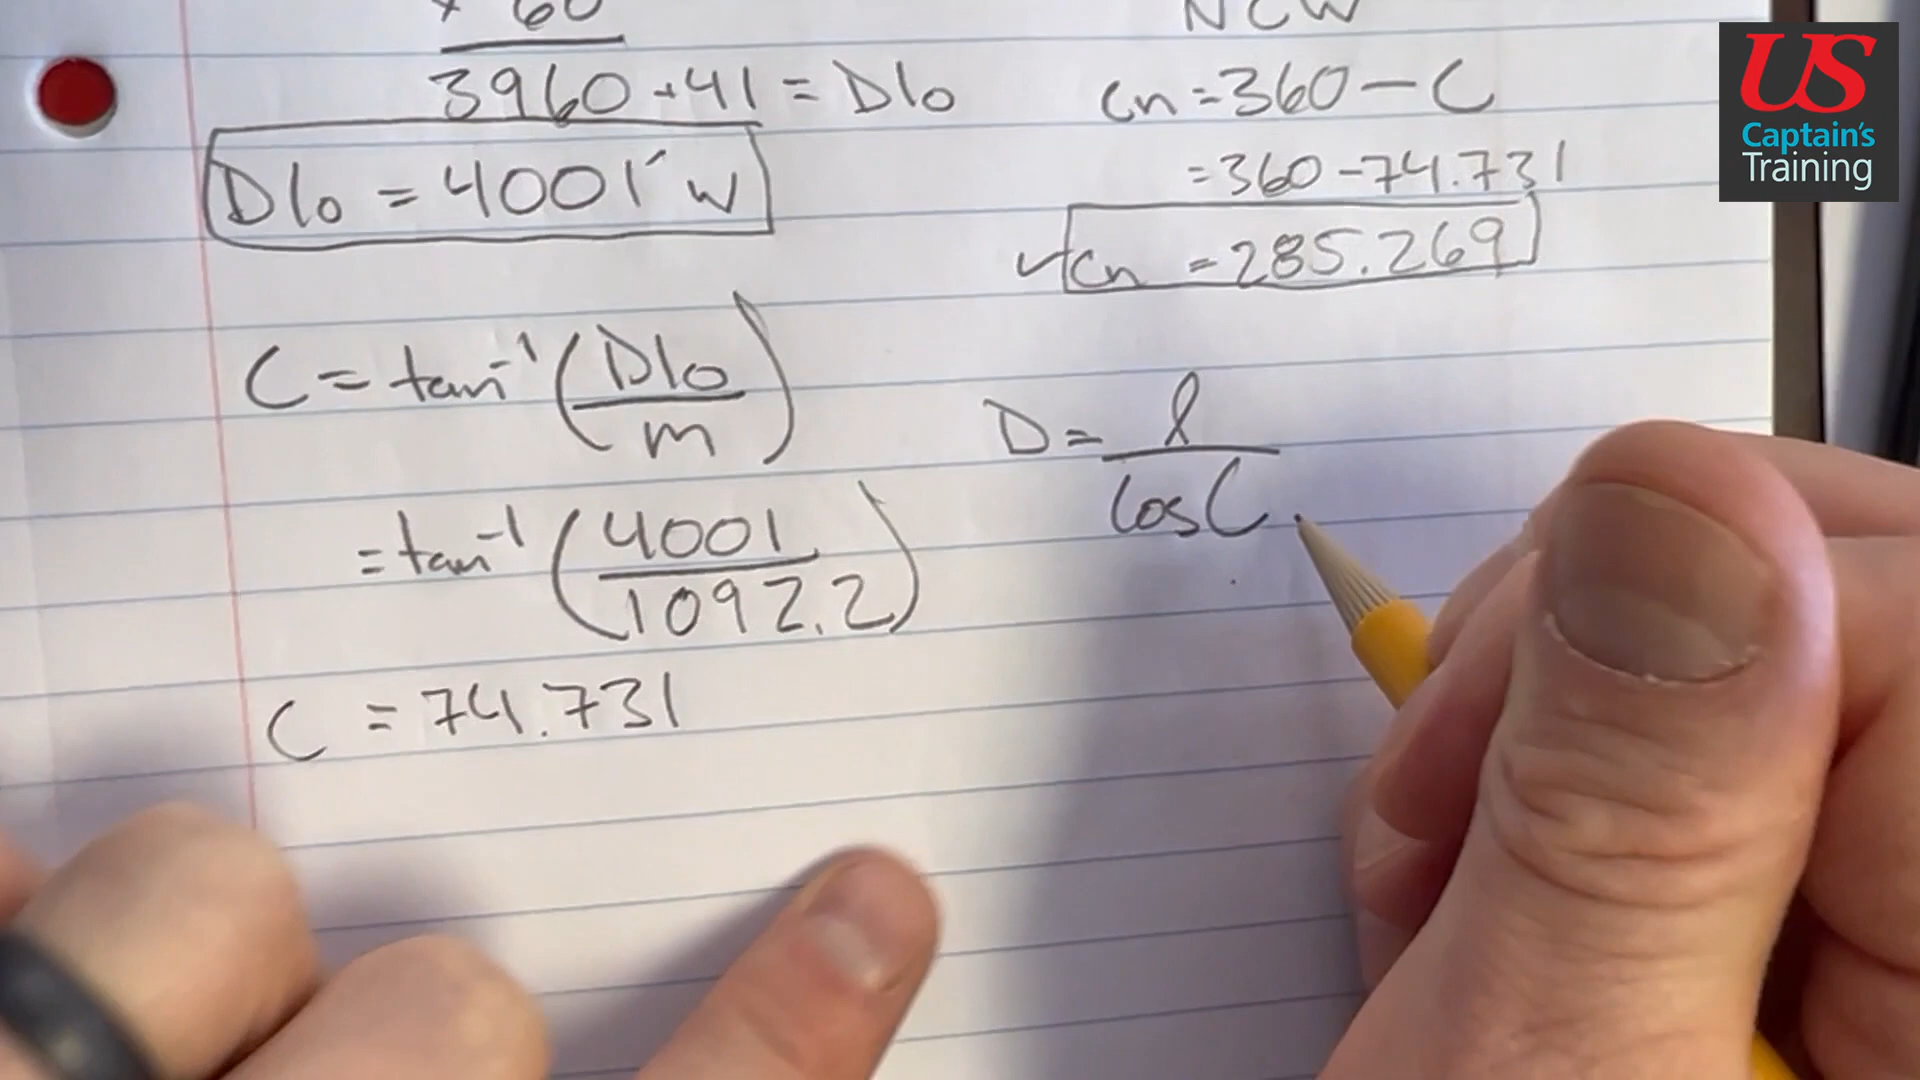 x 60
3960 + 41 = Dlo
Dlo = 4001' W
C = tan⁻¹ (Dlo / m)
= tan⁻¹ (4001 / 1092.2)
C = 74.731
NCW
Cn = 360 - C
= 360 - 74.731
✓ Cn = 285.269
D = l / cos C
US
Captain's
Training